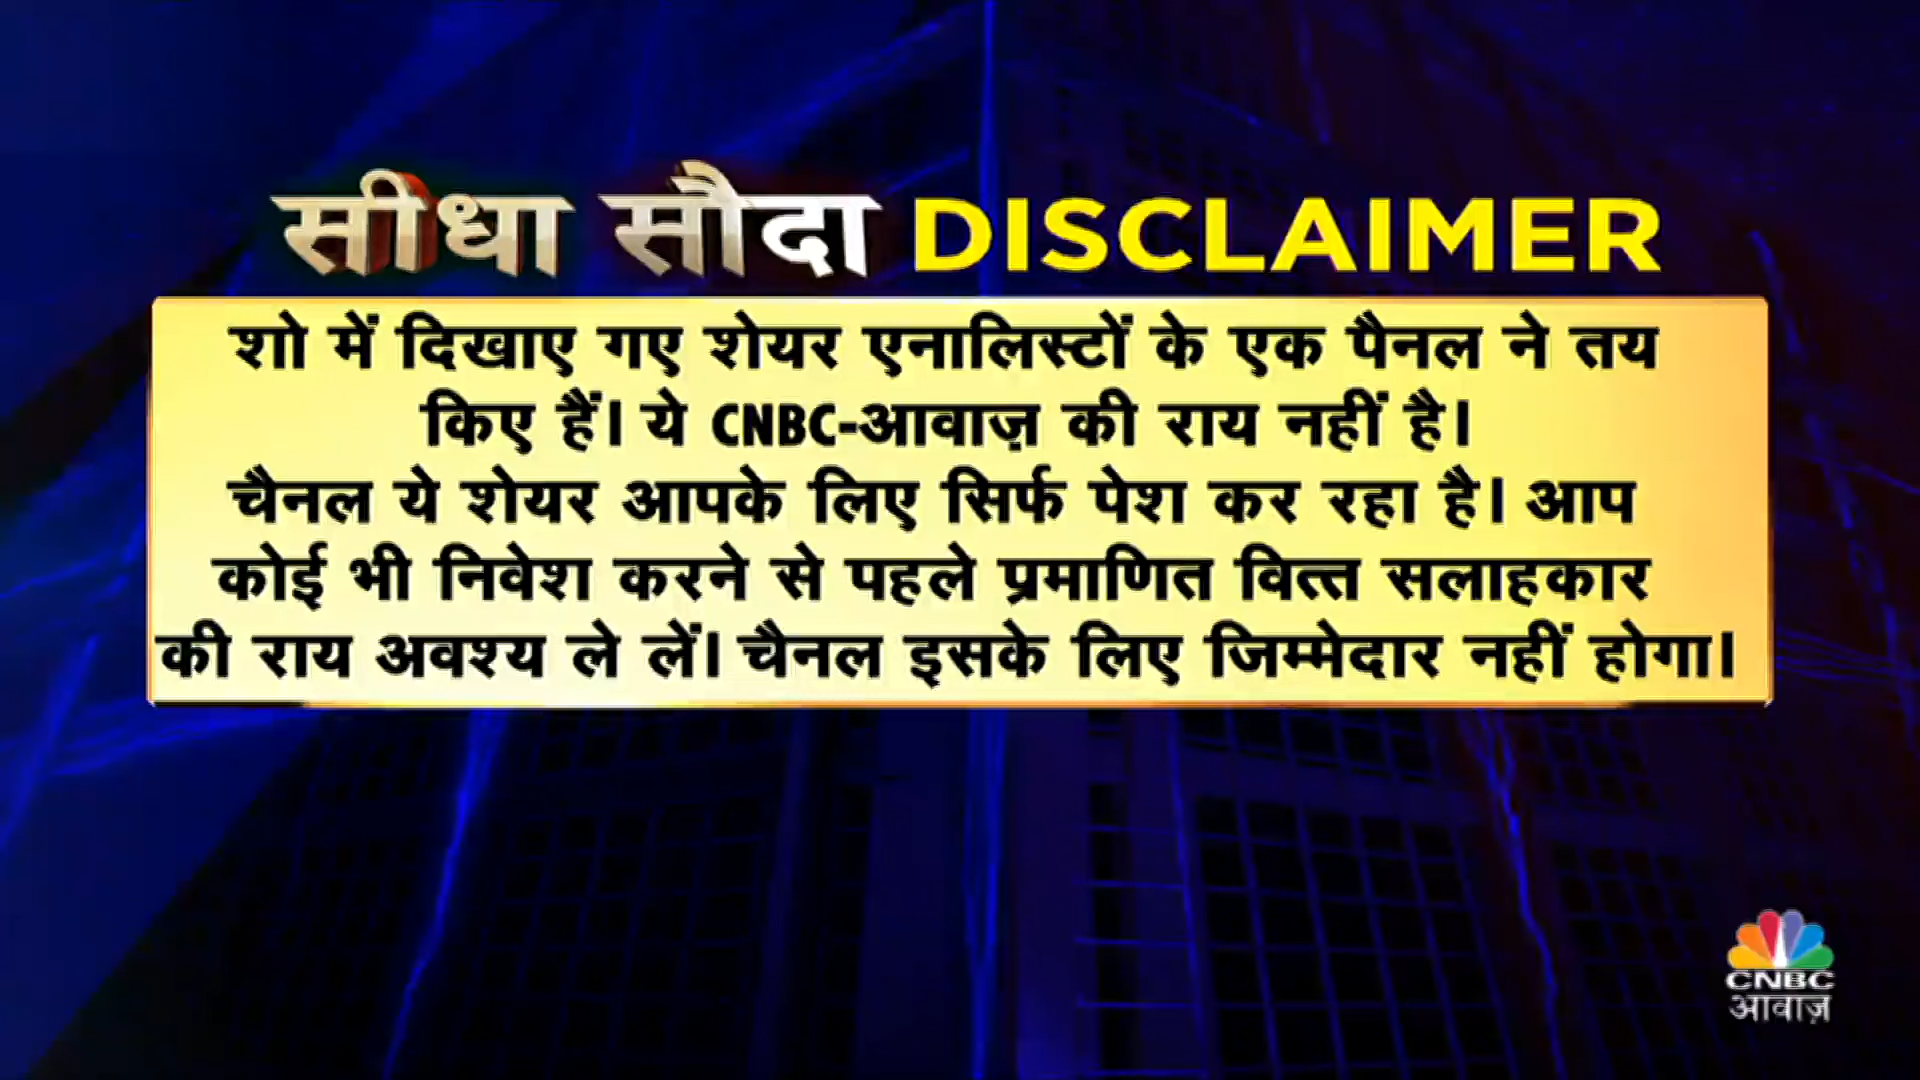 सीधा सौदा DISCLAIMER
शो में दिखाए गए शेयर एनालिस्टों के एक पैनल ने तय
किए हैं। ये CNBC-आवाज़ की राय नहीं है।
चैनल ये शेयर आपके लिए सिर्फ पेश कर रहा है। आप
कोई भी निवेश करने से पहले प्रमाणित वित्त सलाहकार
की राय अवश्य ले लें। चैनल इसके लिए जिम्मेदार नहीं होगा।
CNBC
आवाज़